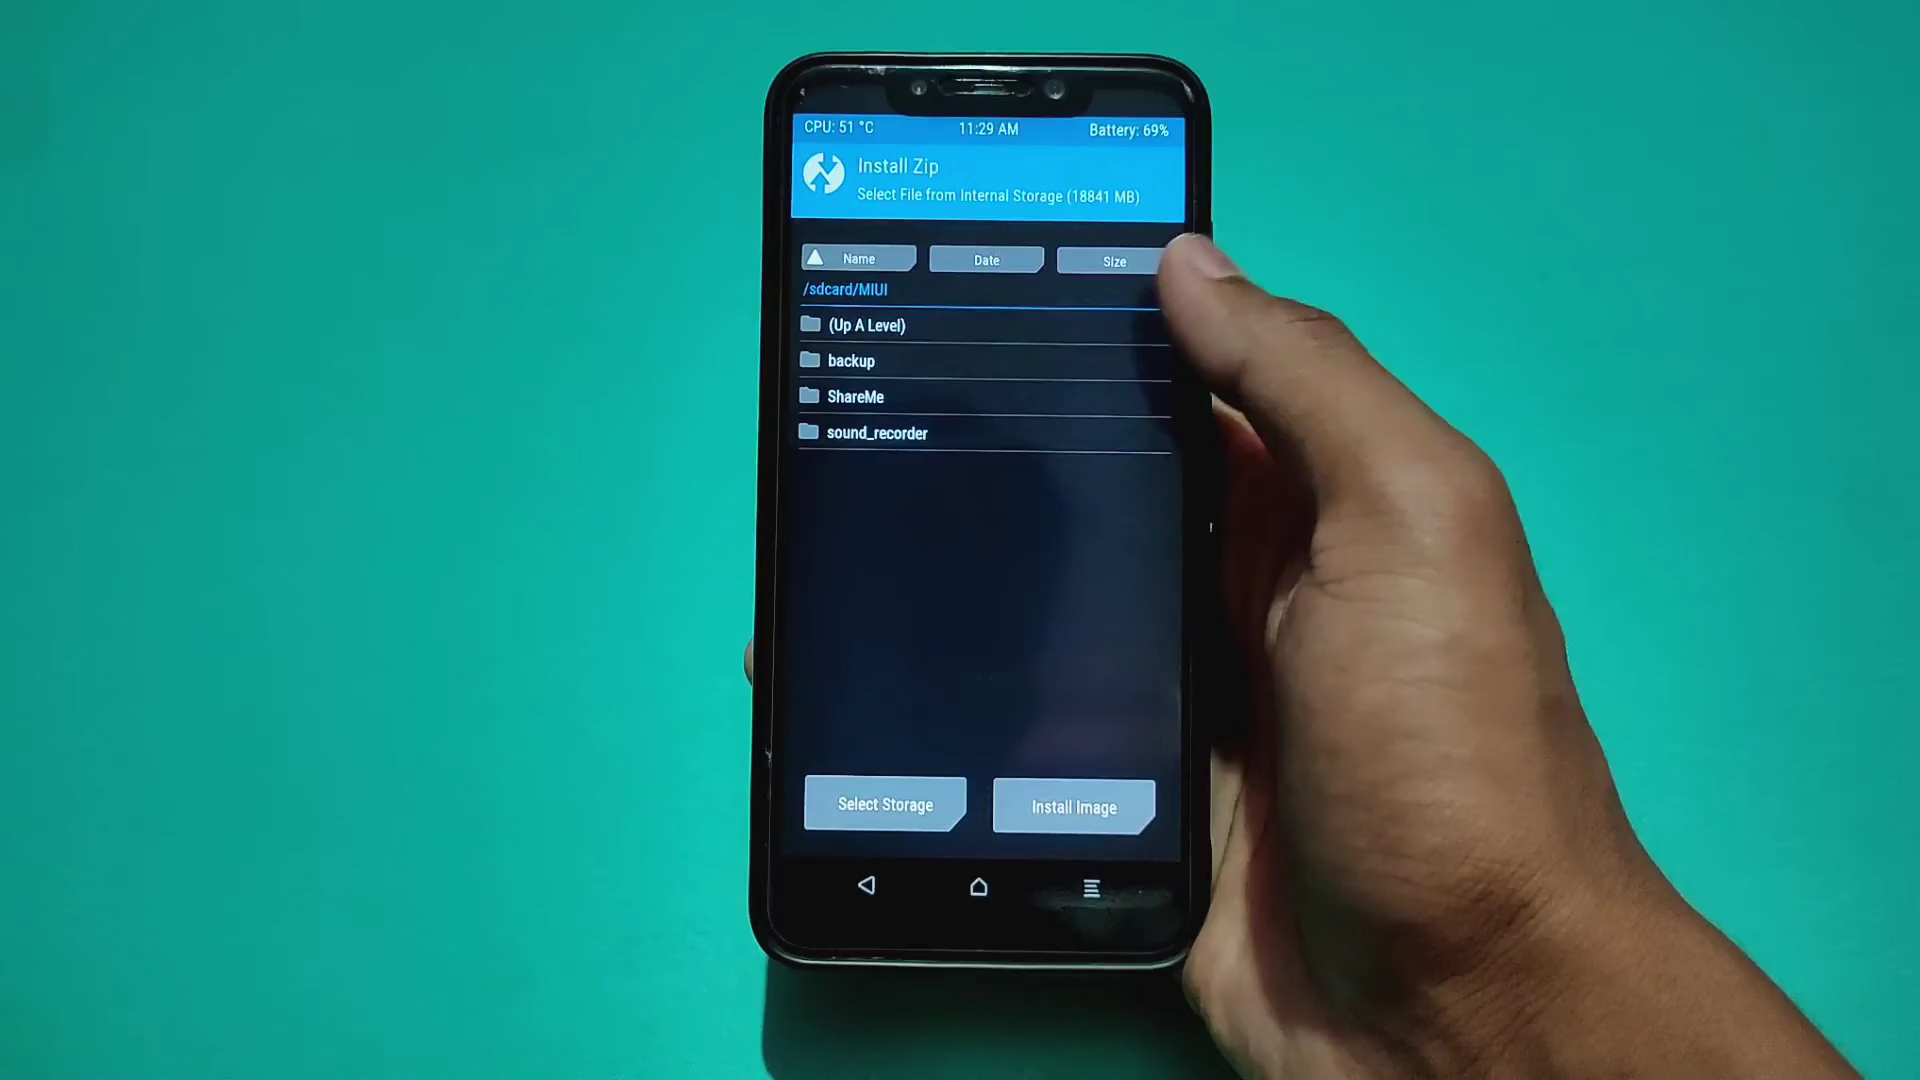 CPU: 51 °C 11:29 AM Battery: 69%
Install Zip
Select File from Internal Storage (18841 MB)
Name Date Size
/sdcard/MIUI
(Up A Level)
backup
ShareMe
sound_recorder
Select Storage Install Image